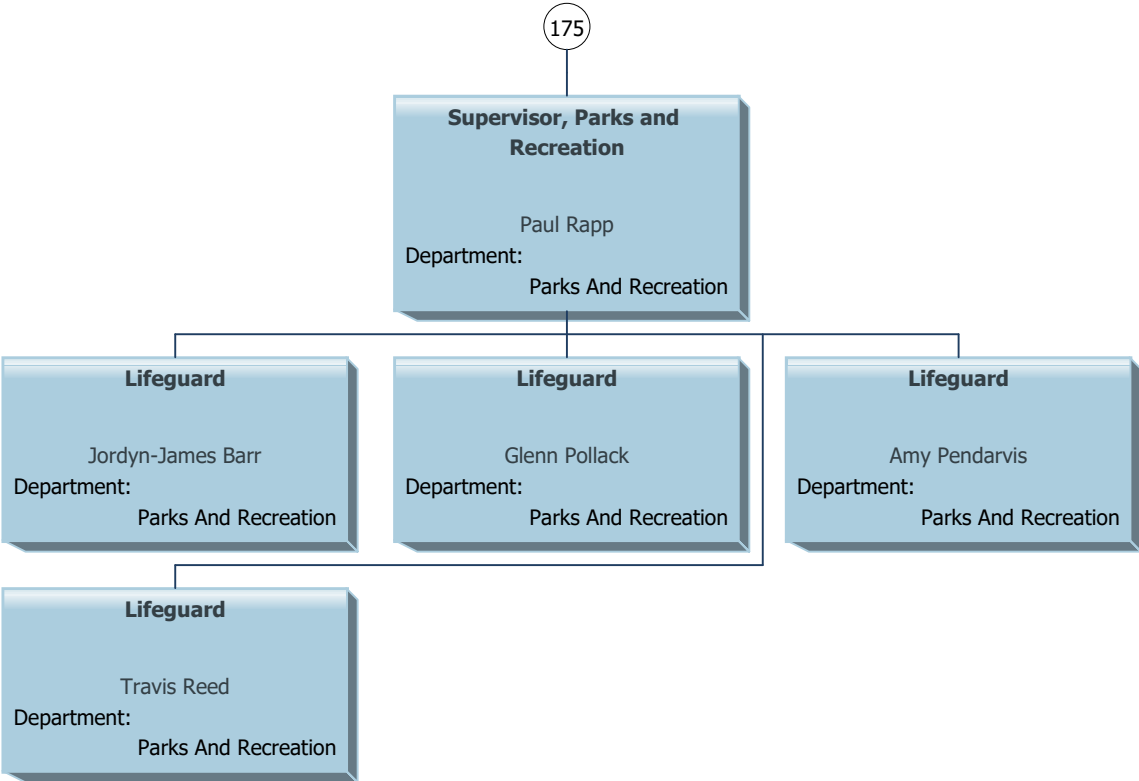 175
Supervisor, Parks and
Recreation
Paul Rapp
Department:
Parks And Recreation
Lifeguard
Jordyn-James Barr
Department:
Parks And Recreation
Lifeguard
Glenn Pollack
Department:
Parks And Recreation
Lifeguard
Amy Pendarvis
Department:
Parks And Recreation
Lifeguard
Travis Reed
Department:
Parks And Recreation